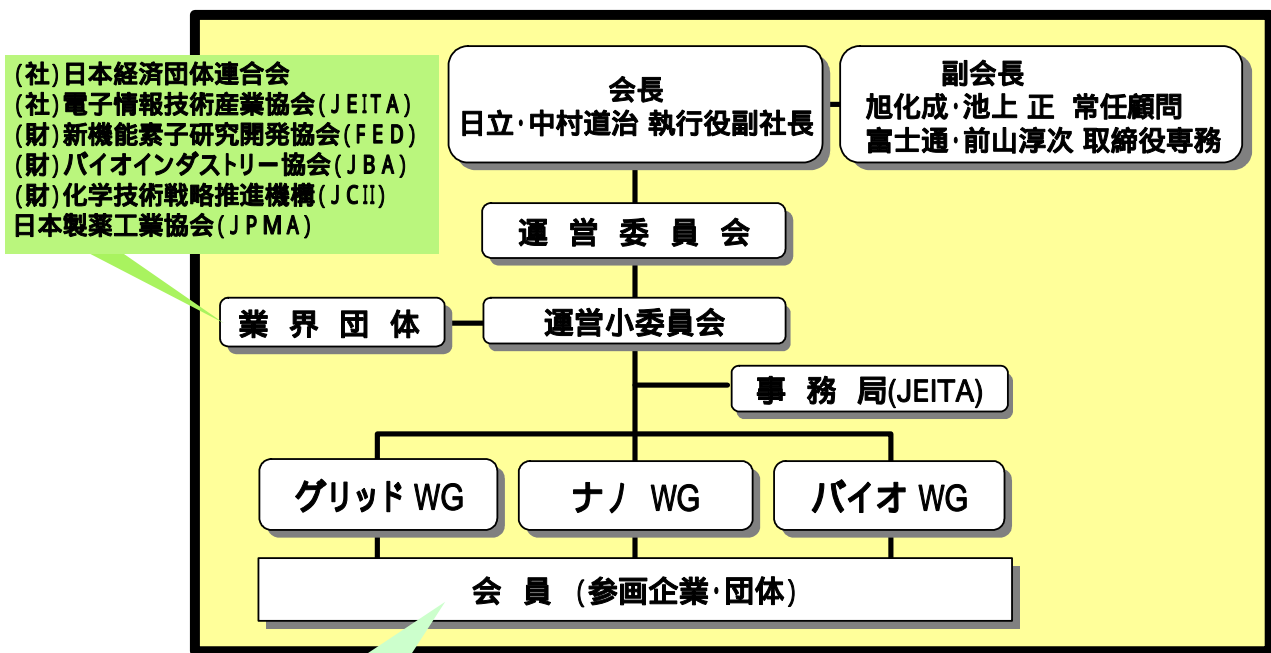 (社)日本経済団体連合会
(社)電子情報技術産業協会(JEITA)
(財)新機能素子研究開発協会(FED)
(財)バイオインダストリー協会(JBA)
(財)化学技術戦略推進機構(JCII)
日本製薬工業協会(JPMA)
会長
日立・中村道治 執行役副社長
副会長
旭化成・池上 正 常任顧問
富士通・前山淳次 取締役専務
運 営 委 員 会
業 界 団 体
運営小委員会
事 務 局(JEITA)
グリッド WG
ナノ WG
バイオ WG
会 員 (参画企業・団体)